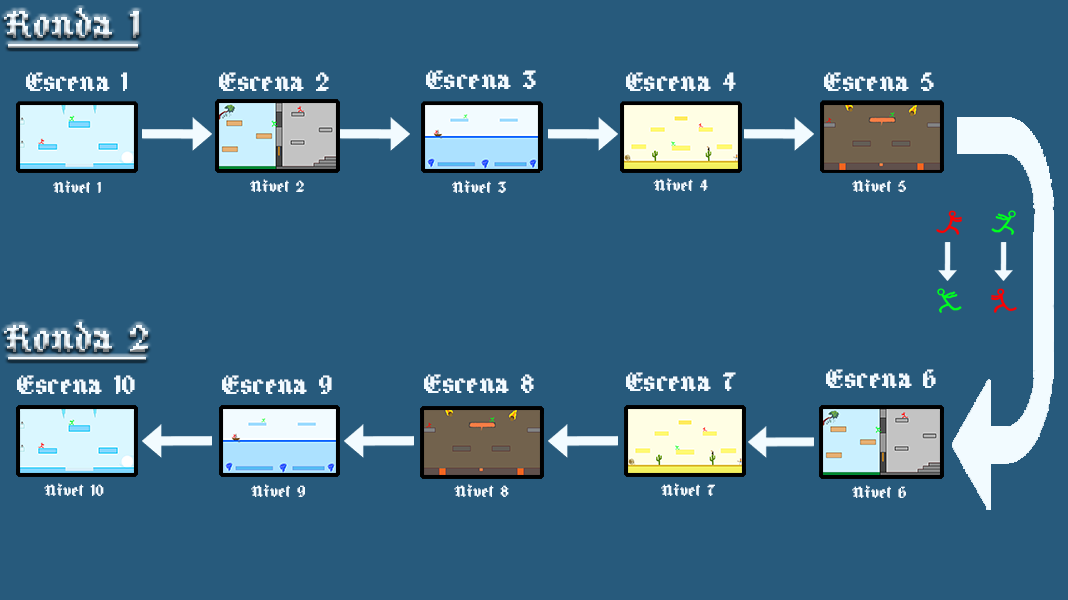 Ronda 1
Escena 1
Escena 2
Escena 3
Escena 4
Escena 5
Nivel 1
Nivel 2
Nivel 3
Nivel 4
Nivel 5
Ronda 2
Escena 10
Escena 9
Escena 8
Escena 7
Escena 6
Nivel 10
Nivel 9
Nivel 8
Nivel 7
Nivel 6